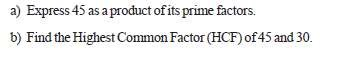 a) Express 45 as a product of its prime factors.
b) Find the Highest Common Factor (HCF) of 45 and 30.